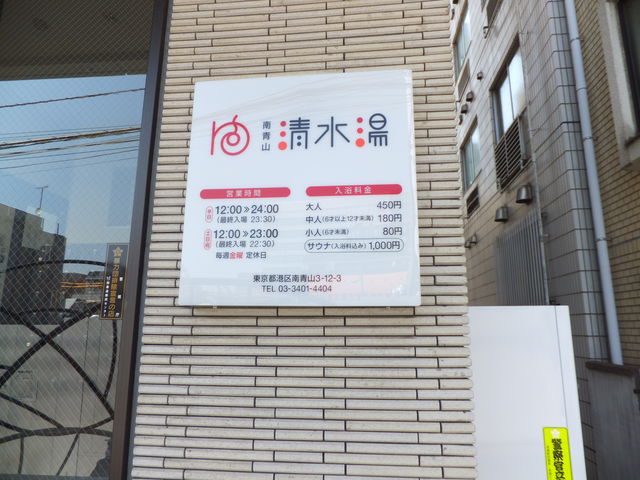 ゆ 南青山 清水湯
営業時間
平日 12:00≫24:00
(最終入場 23:30)
土日祝 12:00≫23:00
(最終入場 22:30)
毎週金曜 定休日
入浴料金
大人 450円
中人(6才以上12才未満) 180円
小人(6才未満) 80円
サウナ(入浴料込み) 1,000円
東京都港区南青山3-12-3
TEL 03-3401-4404
警察官立